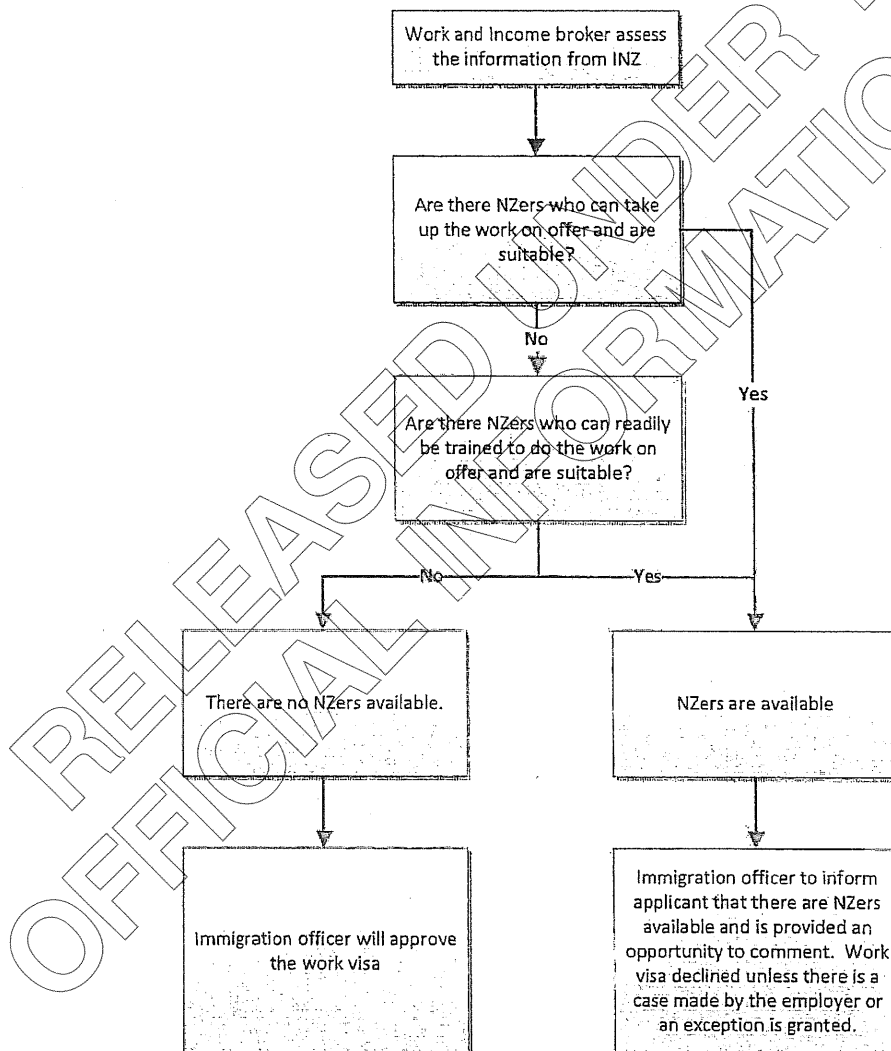 Work and Income broker assess
the information from INZ
Are there NZers who can take
up the work on offer and are
suitable?
No
Yes
Are there NZers who can readily
be trained to do the work on
offer and are suitable?
No
Yes
There are no NZers available.
NZers are available
Immigration officer will approve
the work visa
Immigration officer to inform
applicant that there are NZers
available and is provided an
opportunity to comment. Work
visa declined unless there is a
case made by the employer or
an exception is granted.
RELEASED UNDER
OFFICIAL INFORMATIO